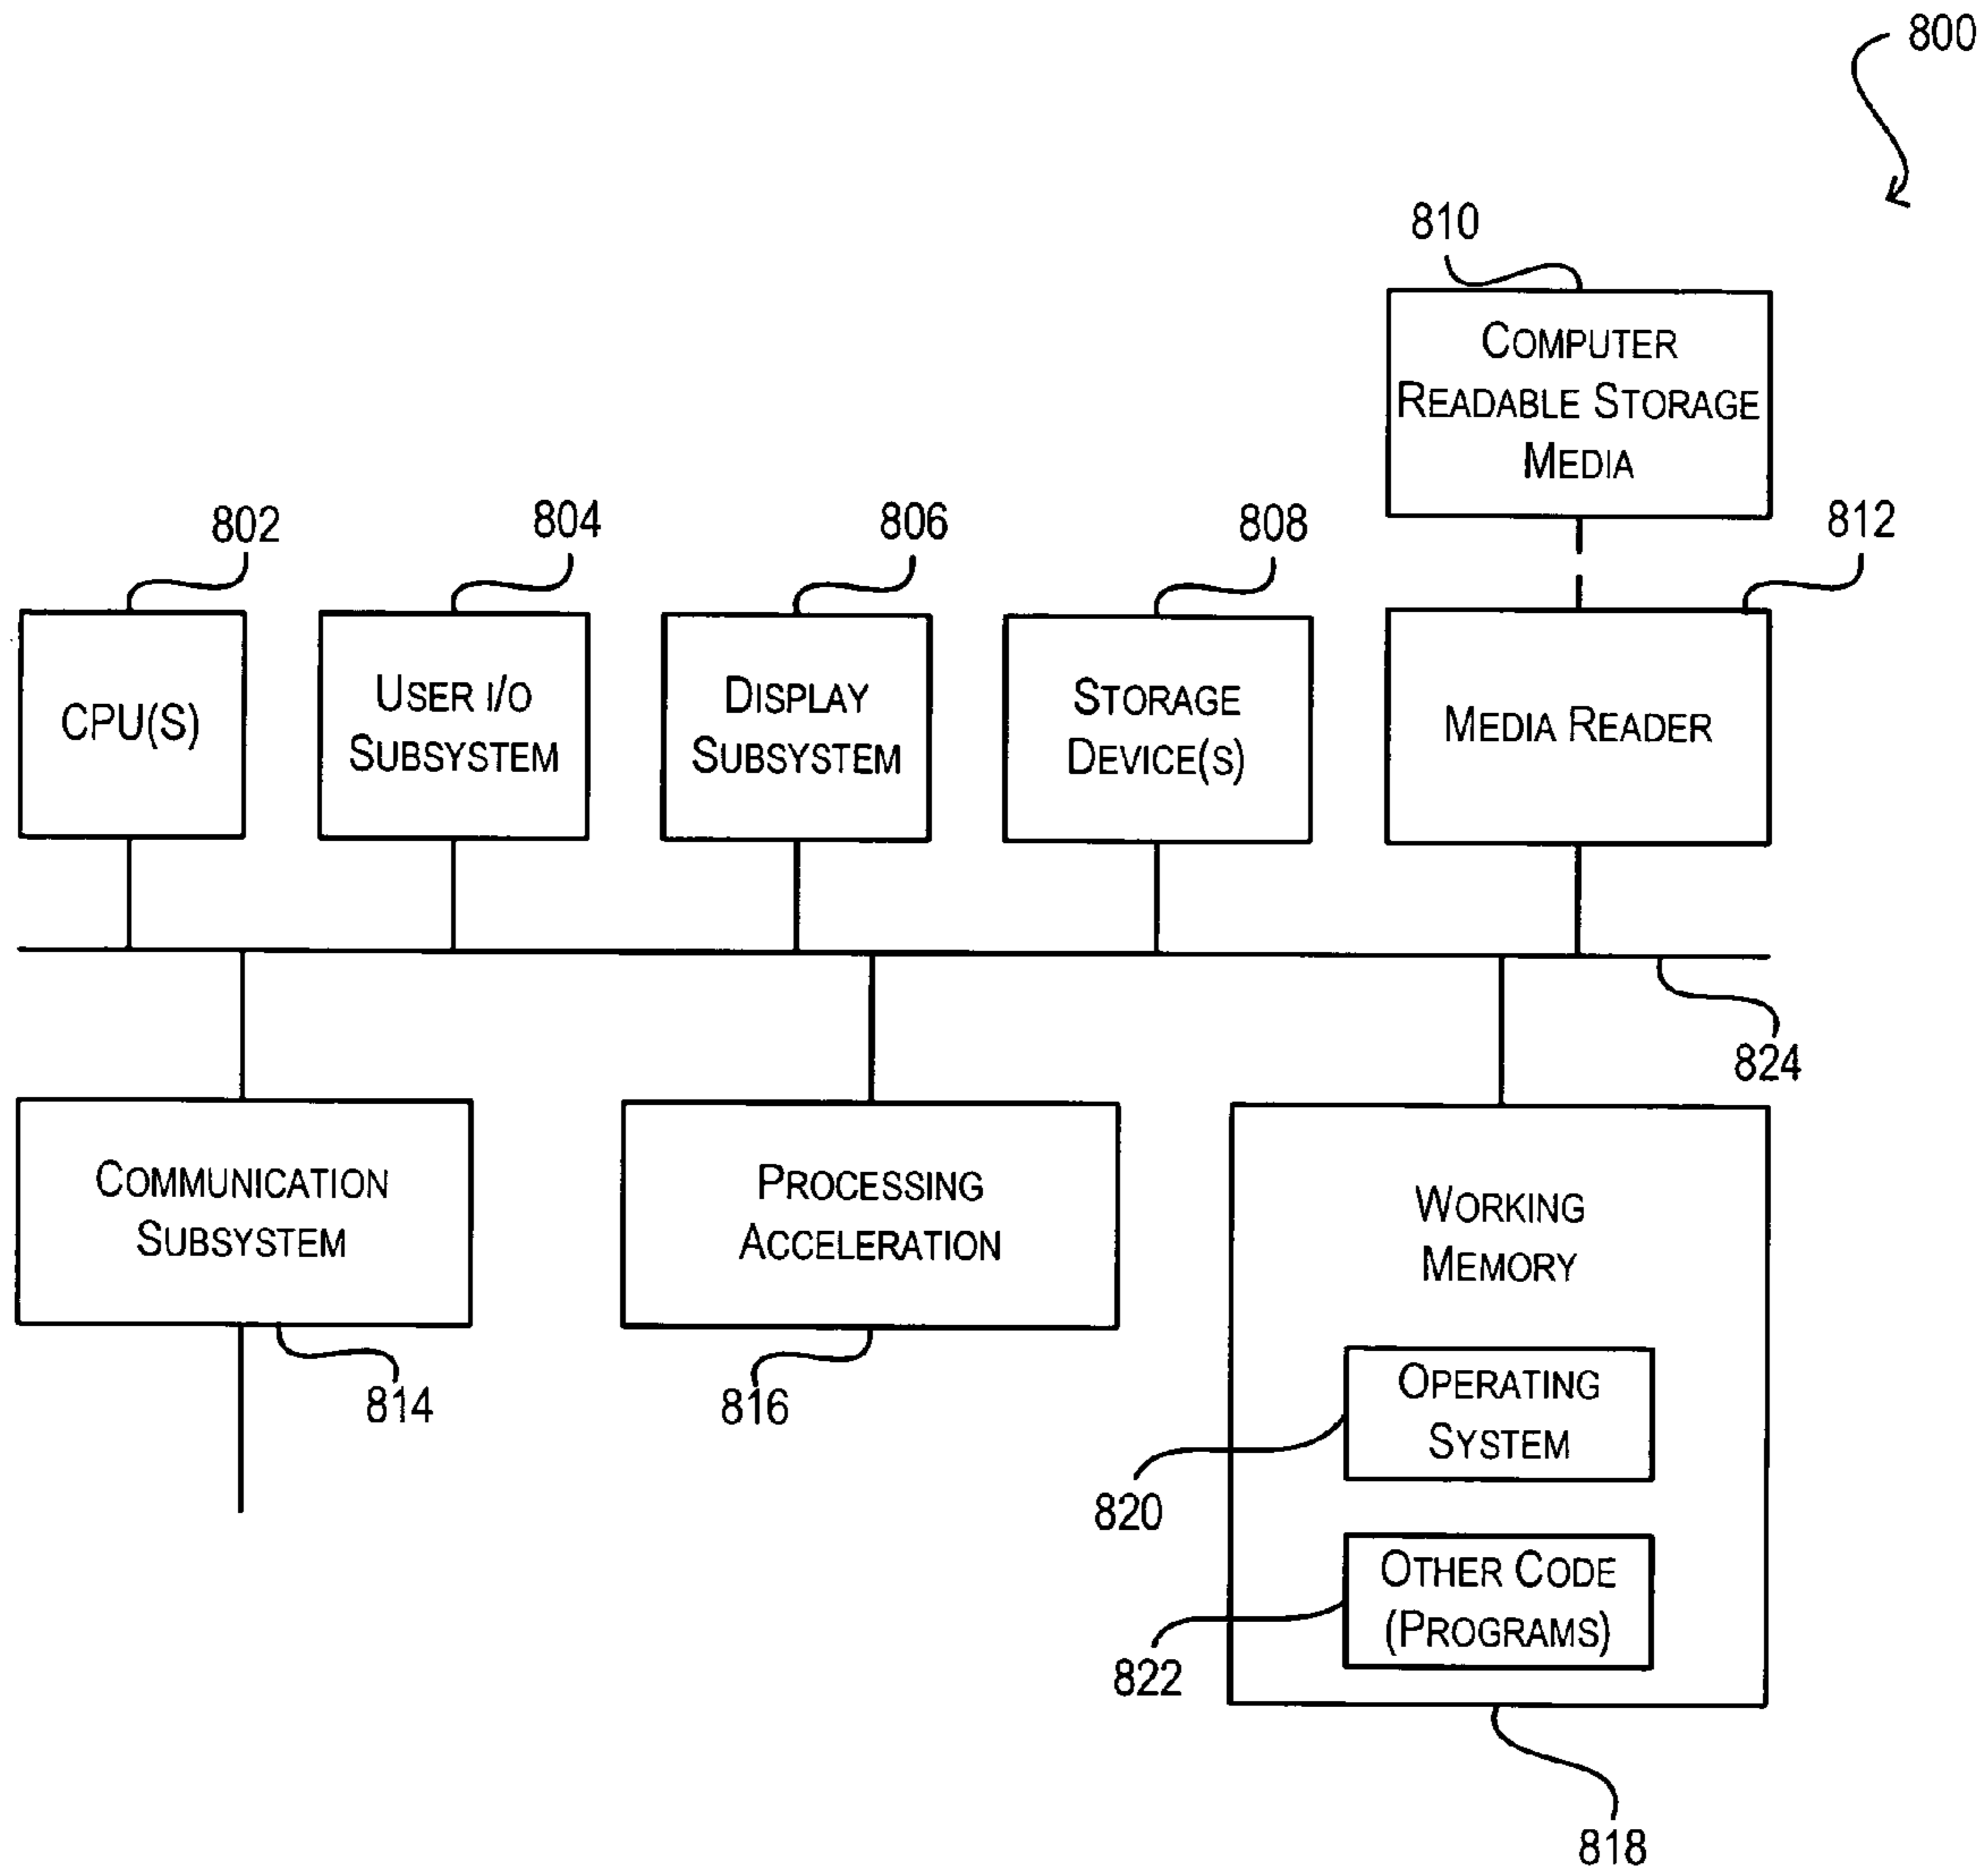 800
810
COMPUTER
READABLE STORAGE
MEDIA
802
804
806
808
812
CPU(S)
USER I/O
SUBSYSTEM
DISPLAY
SUBSYSTEM
STORAGE
DEVICE(S)
MEDIA READER
824
COMMUNICATION
SUBSYSTEM
814
PROCESSING
ACCELERATION
816
WORKING
MEMORY
OPERATING
SYSTEM
820
OTHER CODE
(PROGRAMS)
822
818